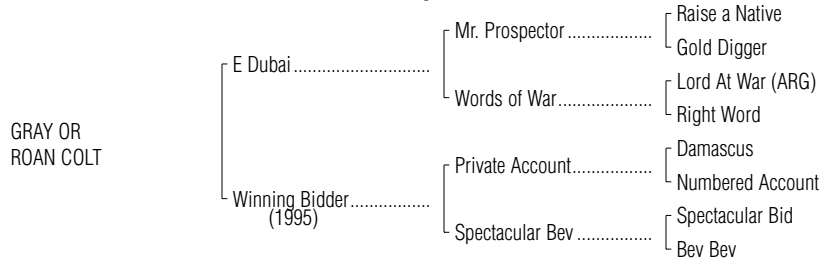 Raise a Native
Mr. Prospector ..................
Gold Digger
E Dubai .............................
Lord At War (ARG)
Words of War....................
Right Word
GRAY OR
ROAN COLT
Damascus
Private Account.................
Numbered Account
Winning Bidder.................
(1995)
Spectacular Bid
Spectacular Bev ................
Bev Bev